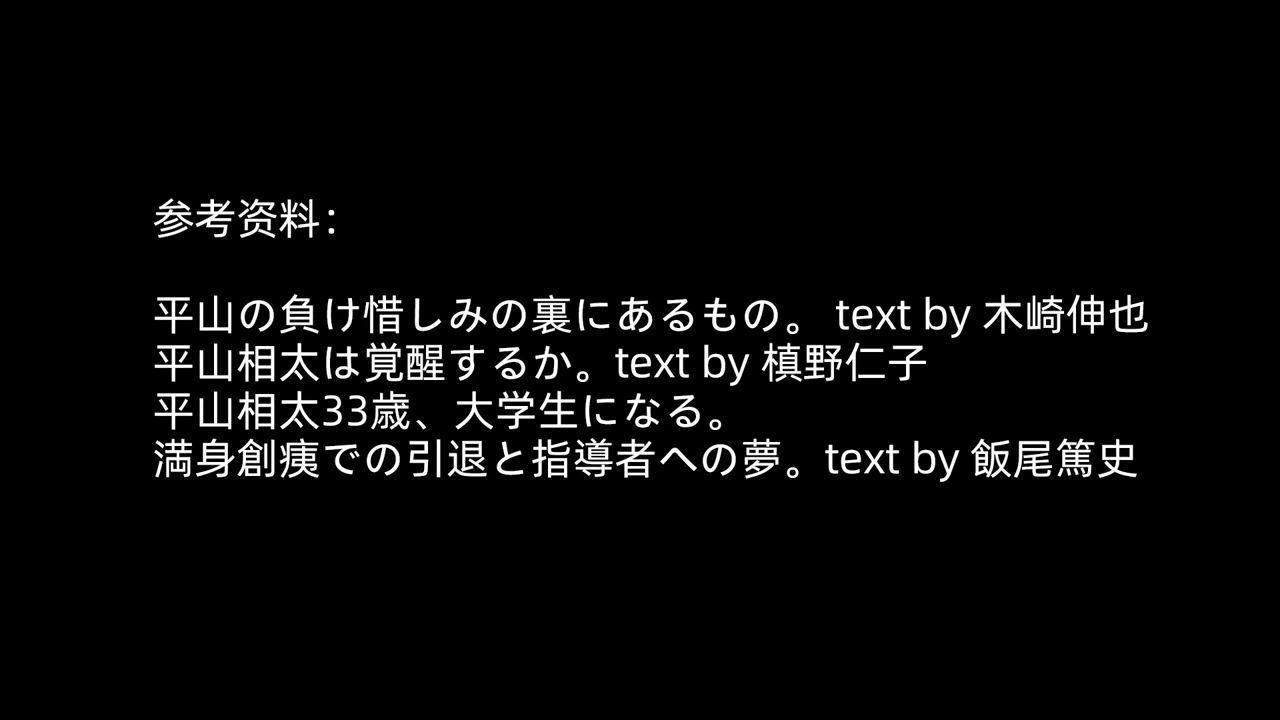 参考资料：
平山の負け惜しみの裏にあるもの。 text by 木崎伸也
平山相太は覚醒するか。text by 槙野仁子
平山相太33歳、大学生になる。
満身創痍での引退と指導者への夢。text by 飯尾篤史